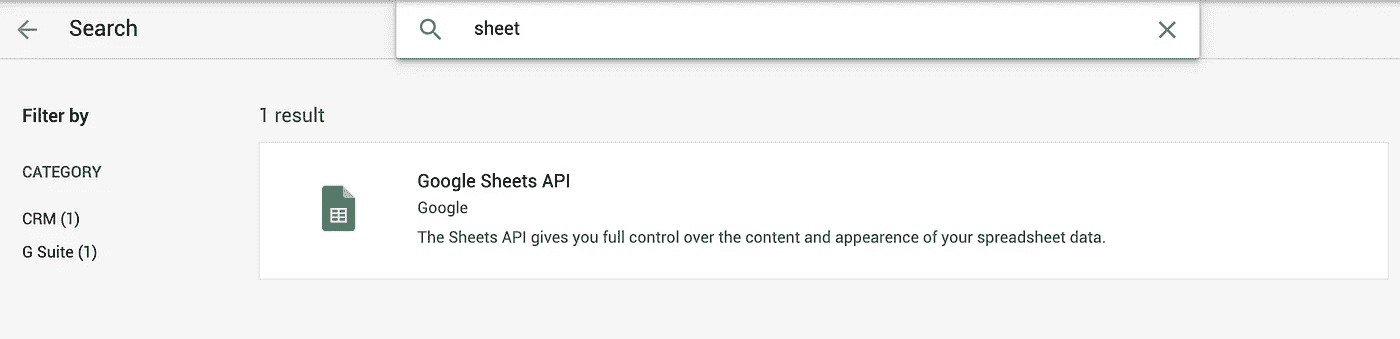 Search
sheet
Filter by
1 result
CATEGORY
CRM (1)
G Suite (1)
Google Sheets API
Google
The Sheets API gives you full control over the content and appearence of your spreadsheet data.